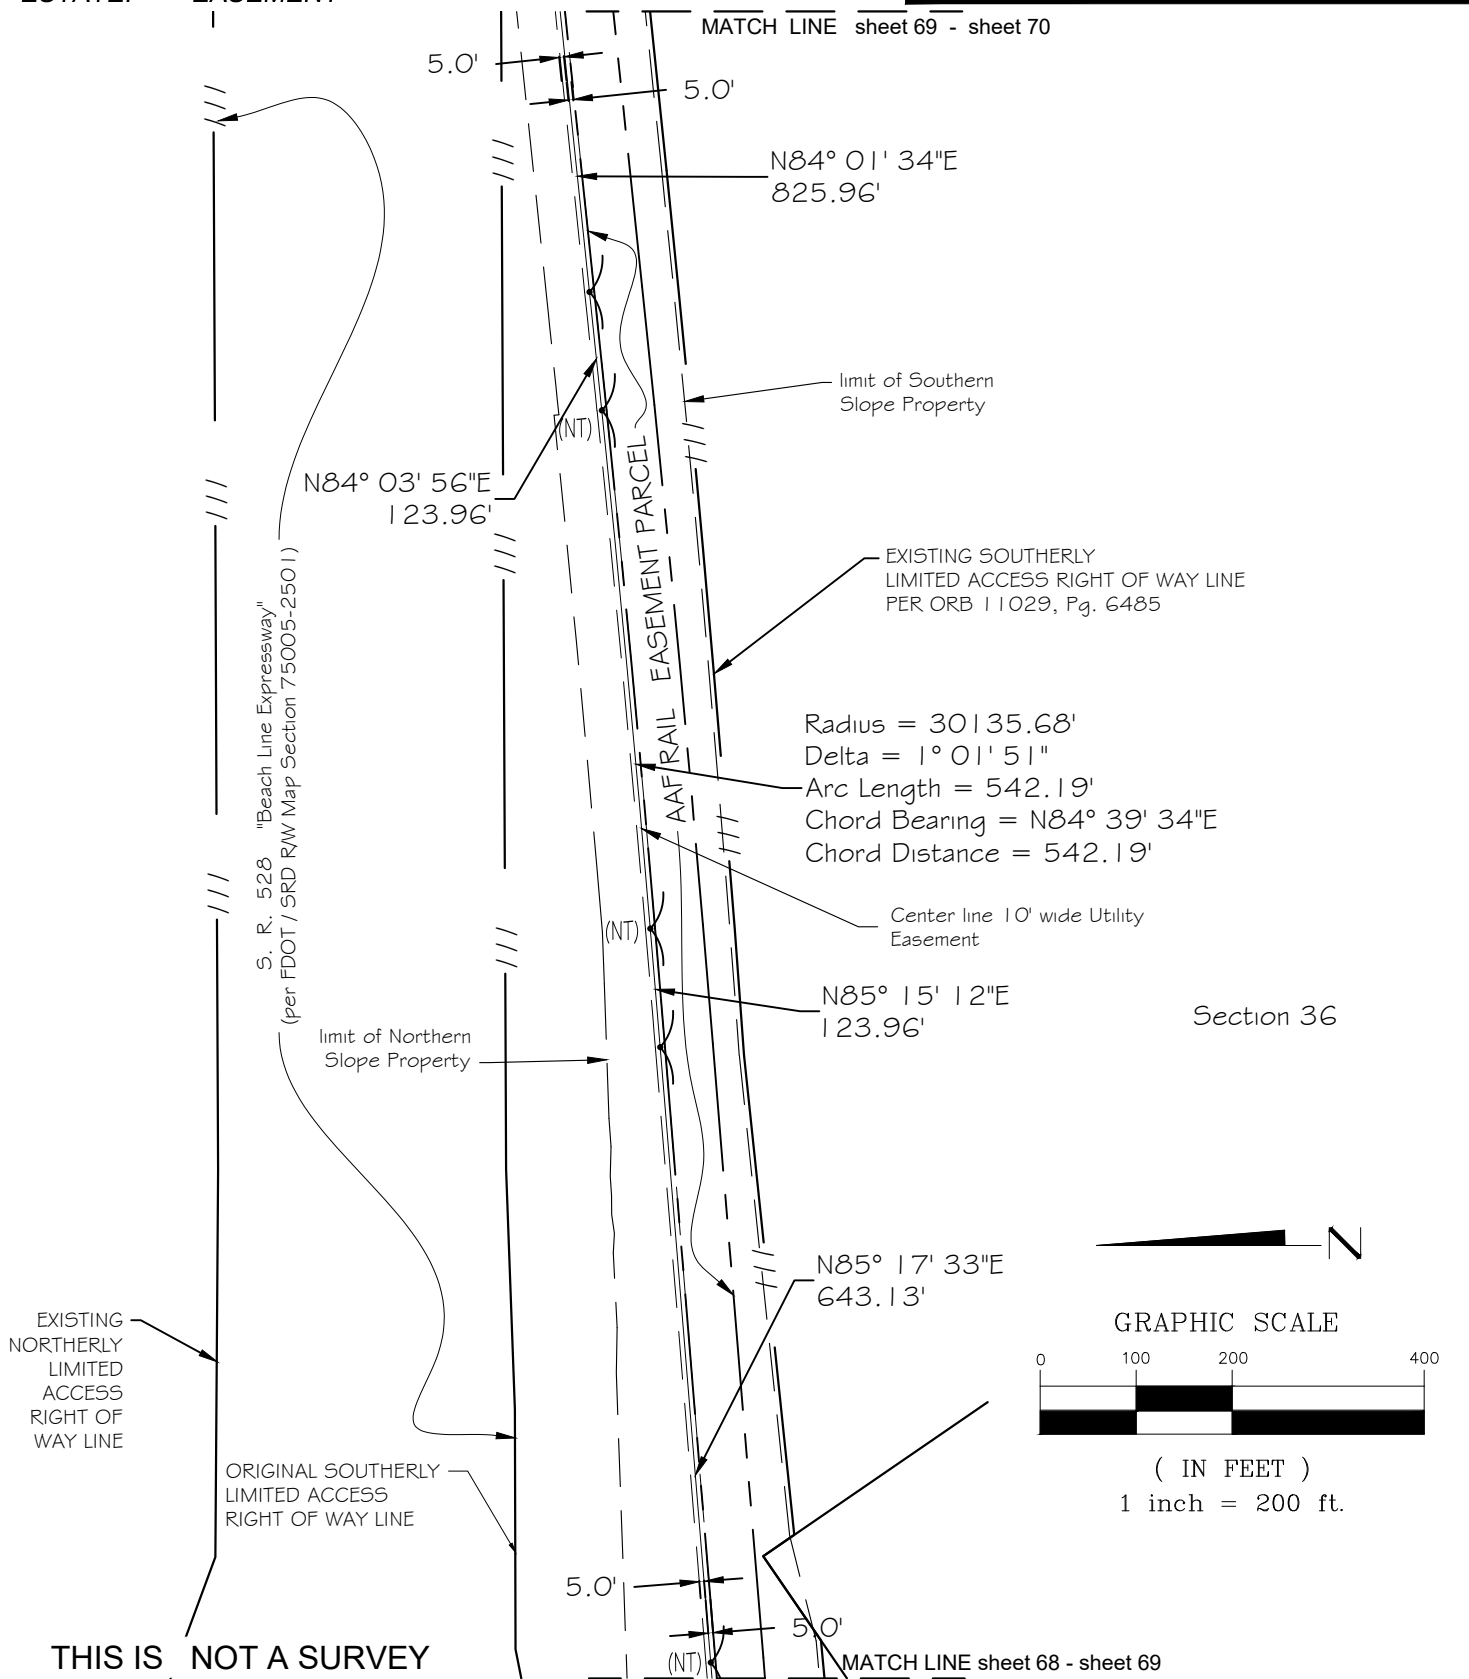 MATCH LINE sheet 69 - sheet 70
5.0'
5.0'
N84° 01' 34"E
825.96'
limit of Southern
Slope Property
(NT)
N84° 03' 56"E
123.96'
AAF RAIL EASEMENT PARCEL
EXISTING SOUTHERLY
LIMITED ACCESS RIGHT OF WAY LINE
PER ORB 11029, Pg. 6485
S. R. 528 "Beach Line Expressway"
(per FDOT / SRD R/W Map Section 75005-2501)
Radius = 30135.68'
Delta = 1° 01' 51"
Arc Length = 542.19'
Chord Bearing = N84° 39' 34"E
Chord Distance = 542.19'
Center line 10' wide Utility
Easement
(NT)
N85° 15' 12"E
123.96'
Section 36
limit of Northern
Slope Property
N
N85° 17' 33"E
643.13'
EXISTING
NORTHERLY
LIMITED
ACCESS
RIGHT OF
WAY LINE
GRAPHIC SCALE
0 100 200 400
( IN FEET )
1 inch = 200 ft.
ORIGINAL SOUTHERLY
LIMITED ACCESS
RIGHT OF WAY LINE
5.0'
5.0'
(NT)
THIS IS NOT A SURVEY
MATCH LINE sheet 68 - sheet 69